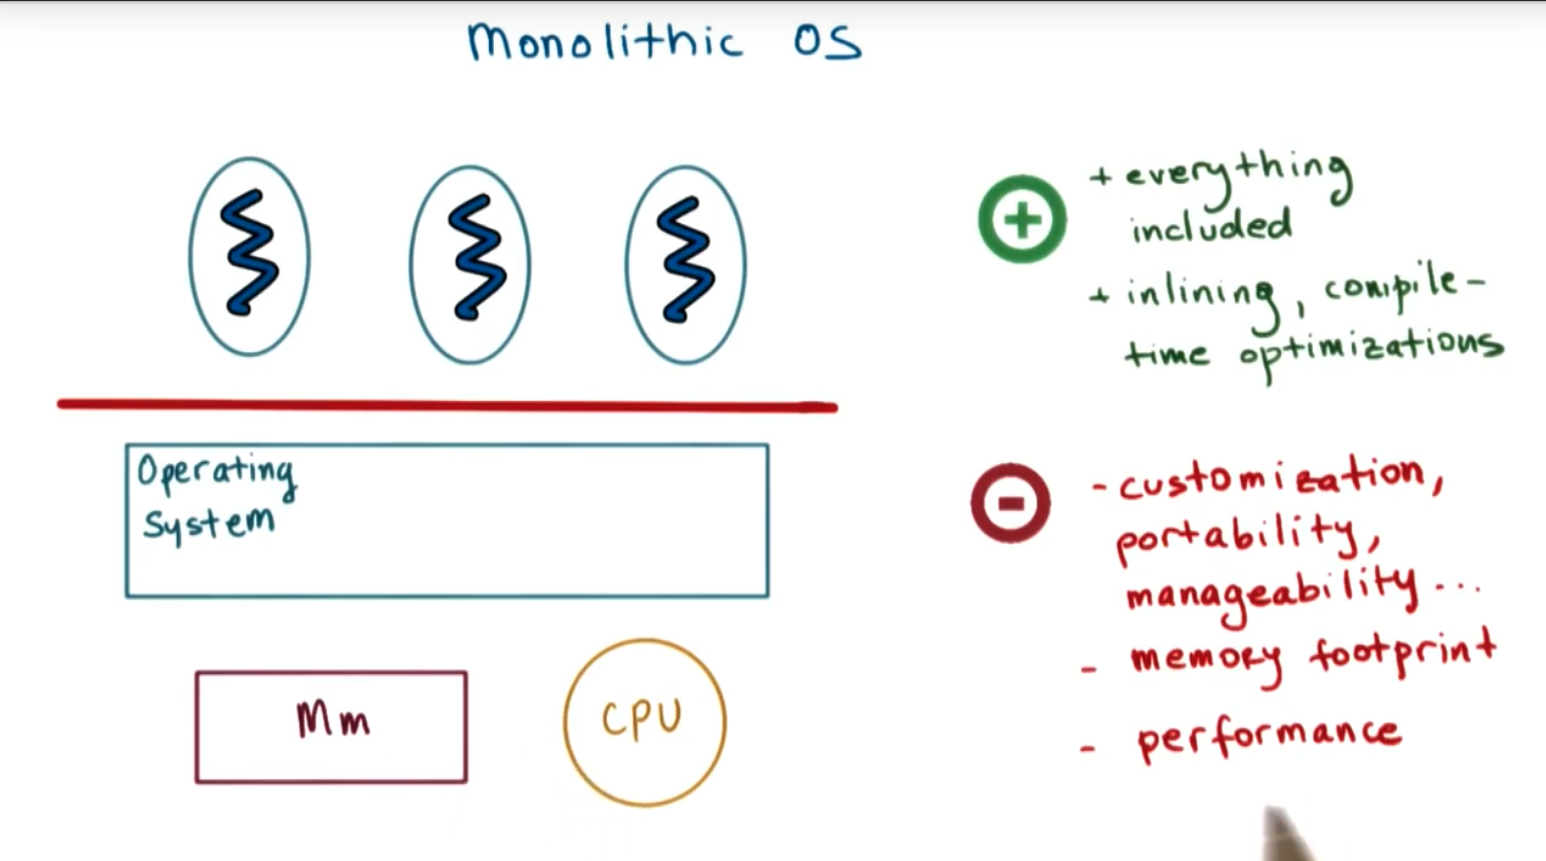 Monolithic OS
+ everything
included
+ inlining, compile-
time optimizations
Operating
System
Mm
CPU
- customization,
portability,
manageability...
- memory footprint
- performance